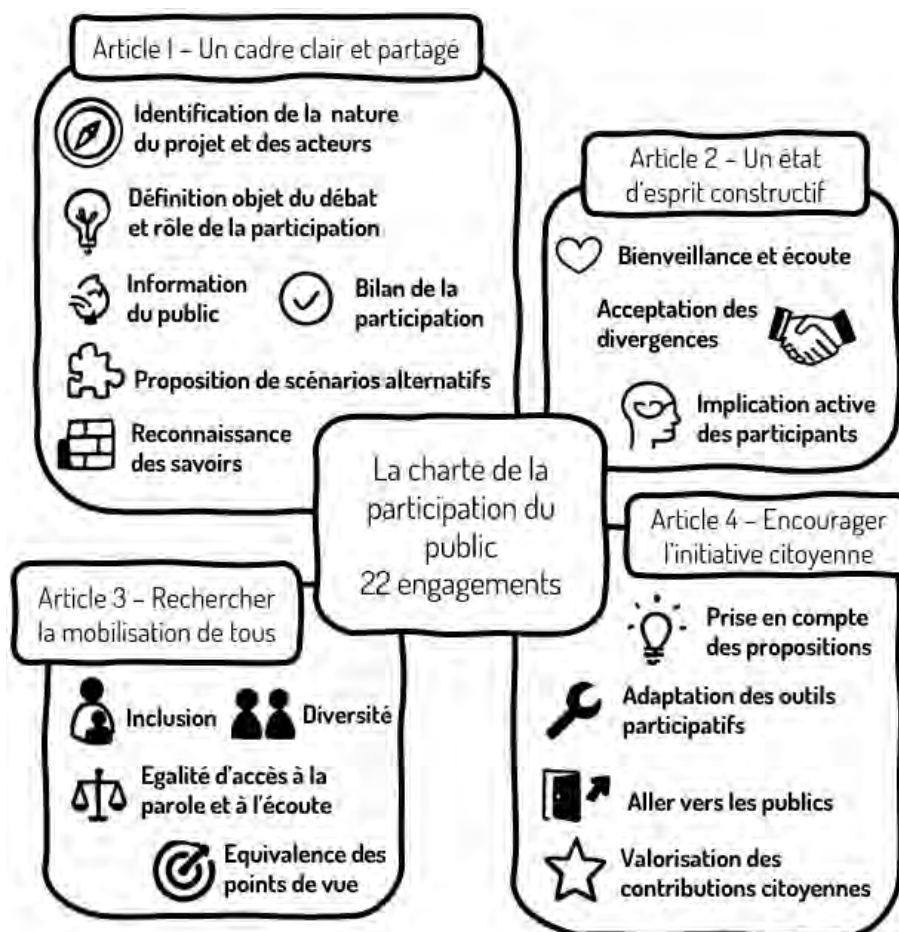 Article 1 – Un cadre clair et partagé
Identification de la nature
du projet et des acteurs
Définition objet du débat
et rôle de la participation
Information
du public
Bilan de la
participation
Proposition de scénarios alternatifs
Reconnaissance
des savoirs
Article 2 – Un état
d'esprit constructif
Bienveillance et écoute
Acceptation des
divergences
Implication active
des participants
La charte de la
participation du
public
22 engagements
Article 3 – Rechercher
la mobilisation de tous
Inclusion
Diversité
Egalité d'accès à la
parole et à l'écoute
Equivalence des
points de vue
Article 4 – Encourager
l'initiative citoyenne
Prise en compte
des propositions
Adaptation des outils
participatifs
Aller vers les publics
Valorisation des
contributions citoyennes